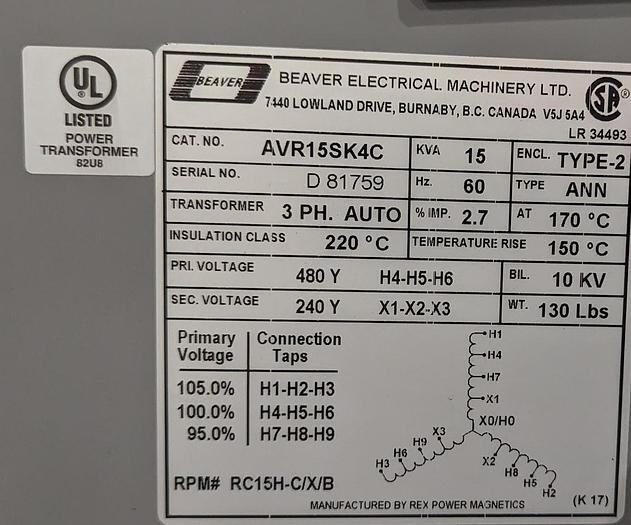 UL
®
LISTED
POWER
TRANSFORMER
82U8
BEAVER
BEAVER ELECTRICAL MACHINERY LTD.
7440 LOWLAND DRIVE, BURNABY, B.C. CANADA V5J 5A4
SA ®
LR 34493
CAT. NO. AVR15SK4C KVA 15 ENCL. TYPE-2
SERIAL NO. D 81759 Hz. 60 TYPE ANN
TRANSFORMER 3 PH. AUTO % IMP. 2.7 AT 170 °C
INSULATION CLASS 220 °C TEMPERATURE RISE 150 °C
PRI. VOLTAGE 480 Y H4-H5-H6 BIL. 10 KV
SEC. VOLTAGE 240 Y X1-X2-X3 WT. 130 Lbs
Primary Connection
Voltage Taps
105.0% H1-H2-H3
100.0% H4-H5-H6
95.0% H7-H8-H9
H1
H4
H7
X1
X0/H0
X3
H9
H6
H3
X2
H8
H5
H2
RPM# RC15H-C/X/B
MANUFACTURED BY REX POWER MAGNETICS
(K 17)